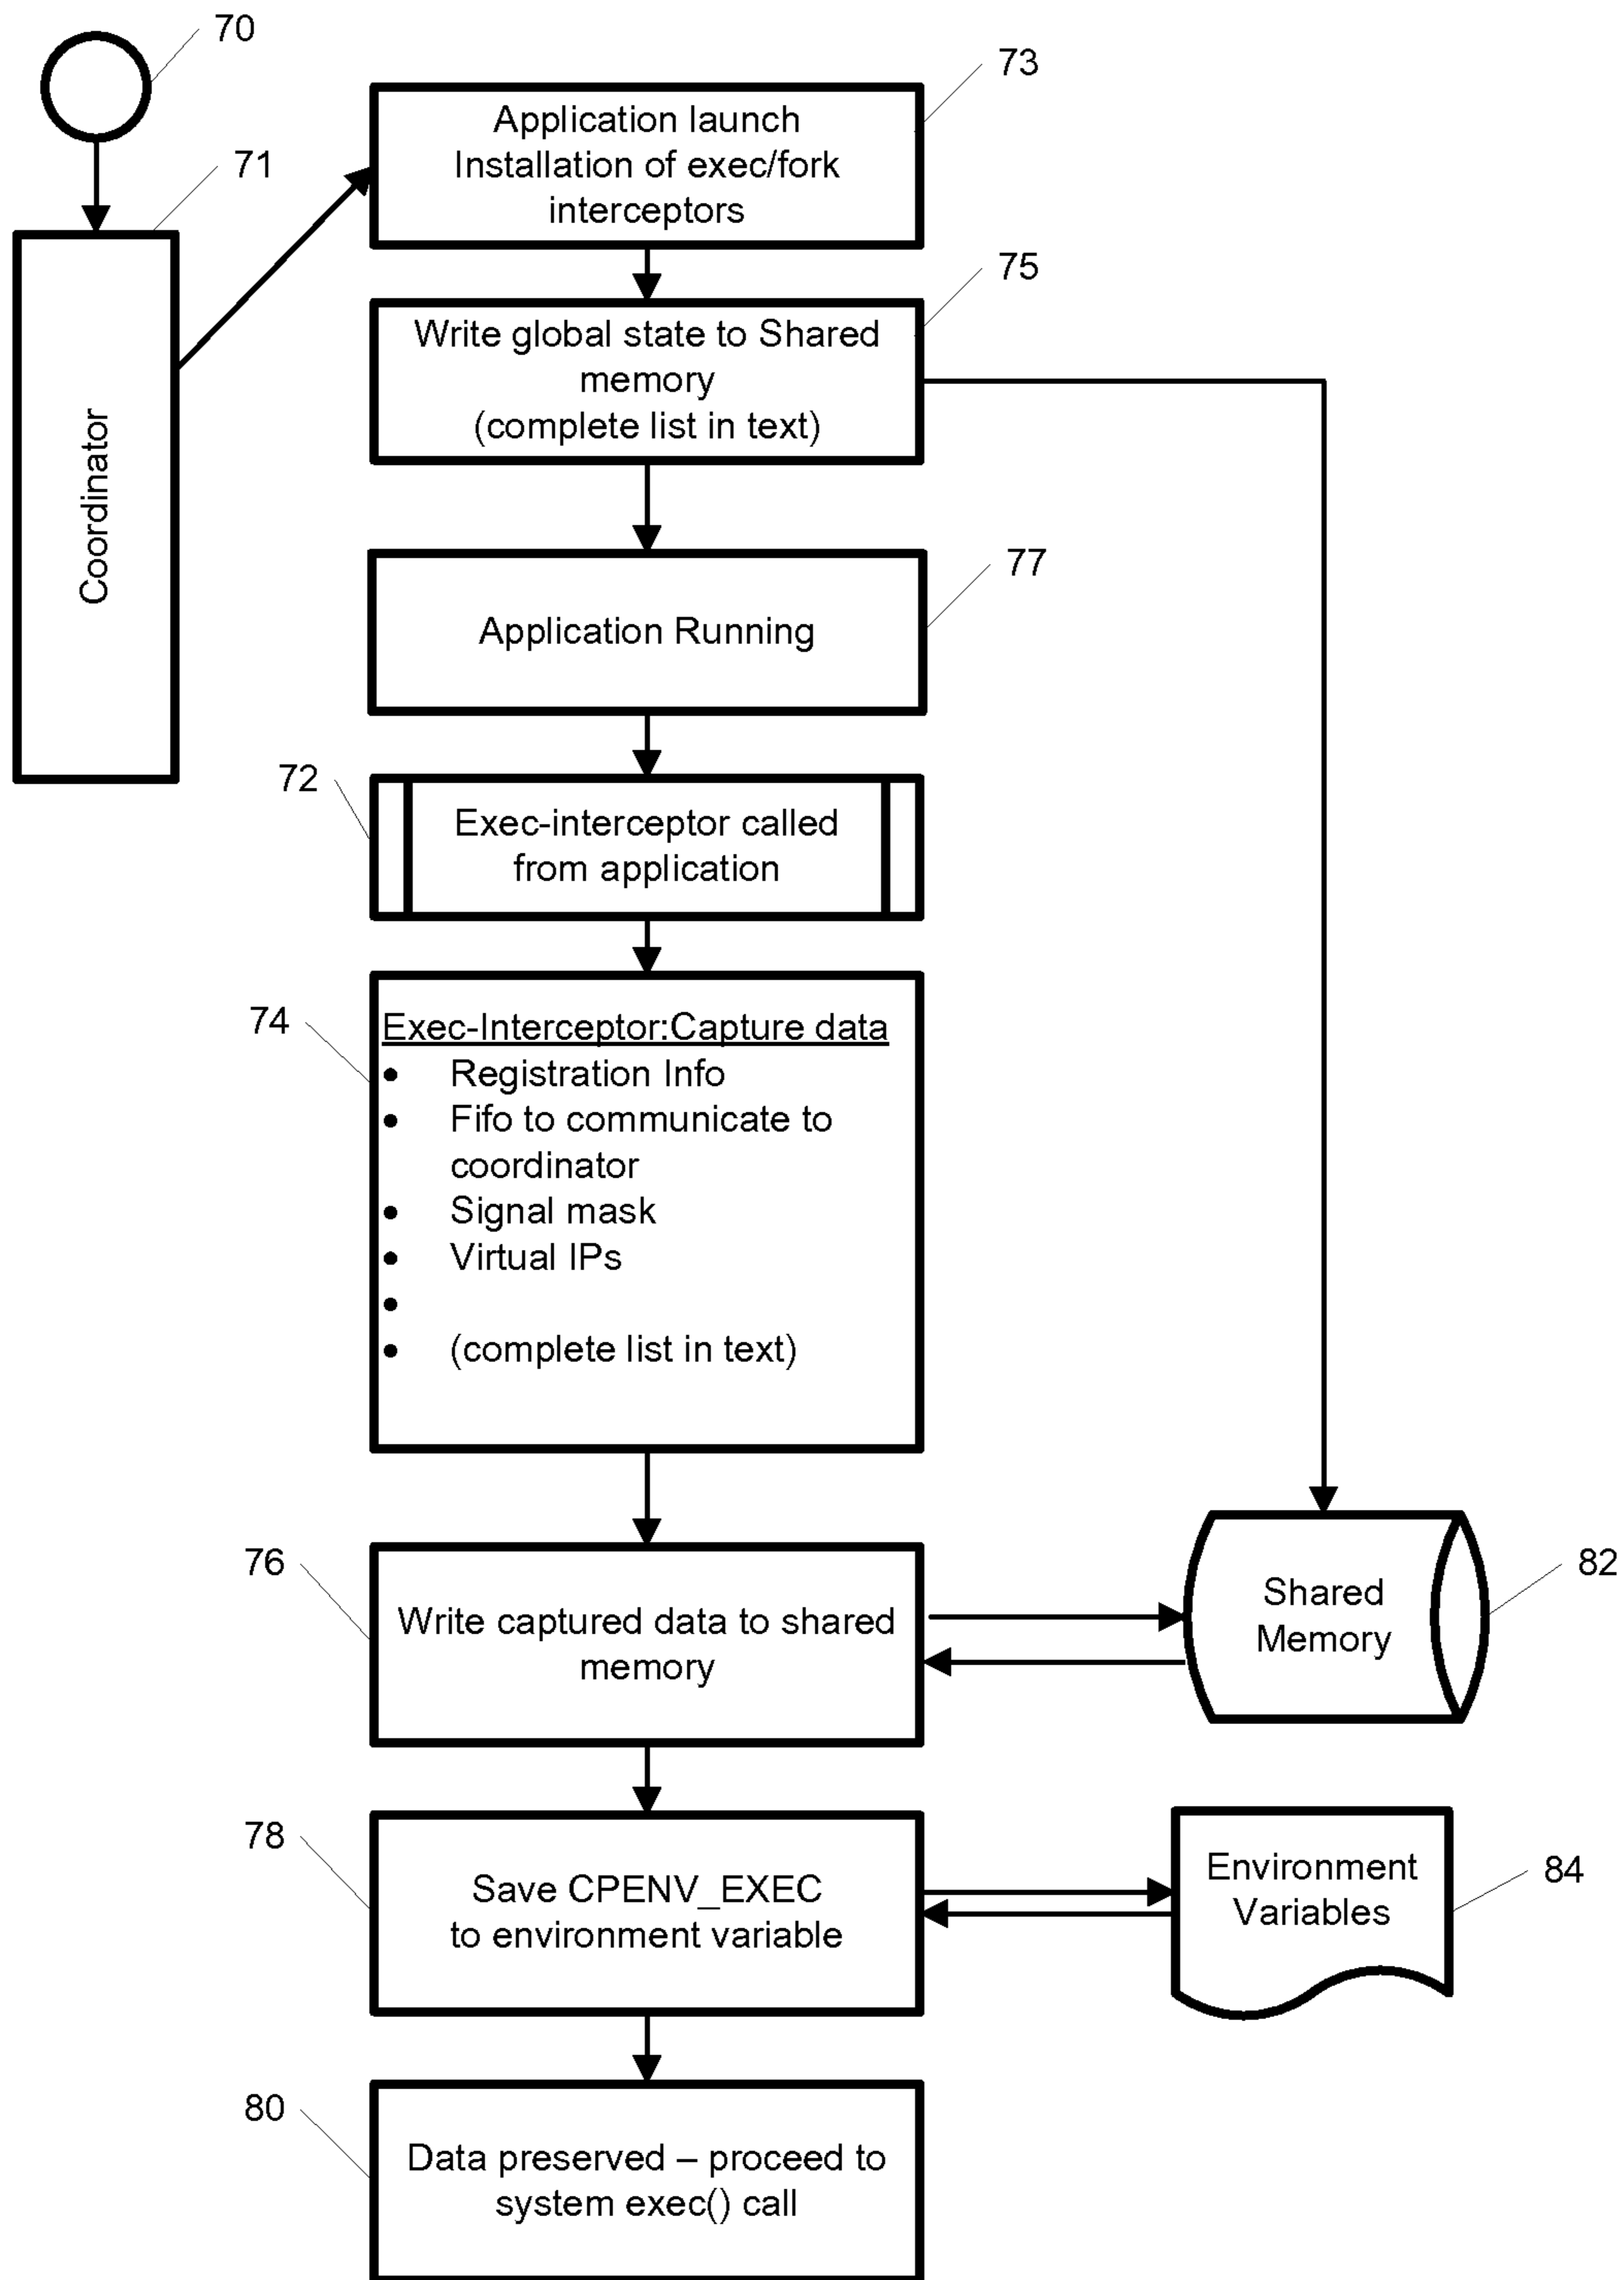 70
73
Application launch
Installation of exec/fork
interceptors
71
Coordinator
75
Write global state to Shared
memory
(complete list in text)
77
Application Running
72
Exec-interceptor called
from application
74
Exec-Interceptor:Capture data
• Registration Info
• Fifo to communicate to
coordinator
• Signal mask
• Virtual IPs
•
• (complete list in text)
76
Write captured data to shared
memory
Shared
Memory
82
78
Save CPENV_EXEC
to environment variable
Environment
Variables
84
80
Data preserved – proceed to
system exec() call